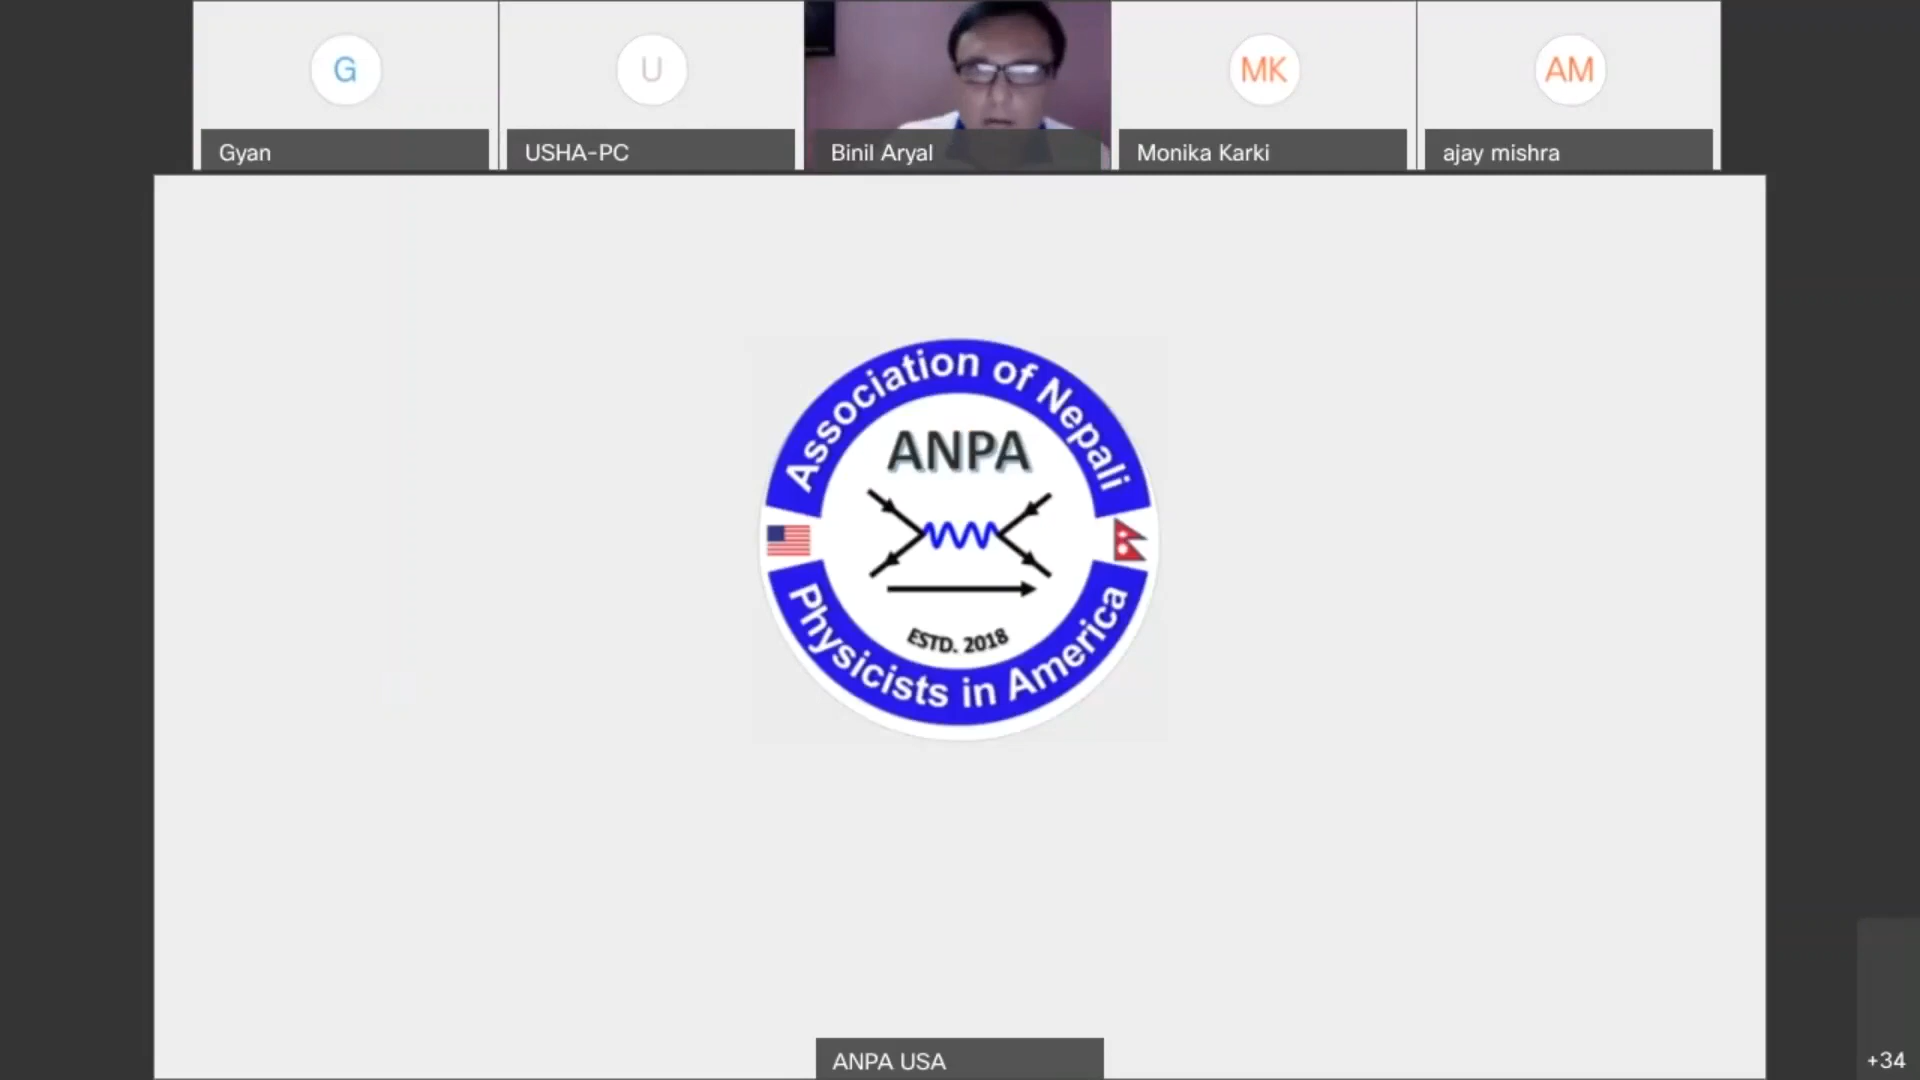 G
U
MK
AM
Gyan
USHA-PC
Binil Aryal
Monika Karki
ajay mishra
Association of Nepali
ANPA
ESTD. 2018
Physicists in America
ANPA USA
+34